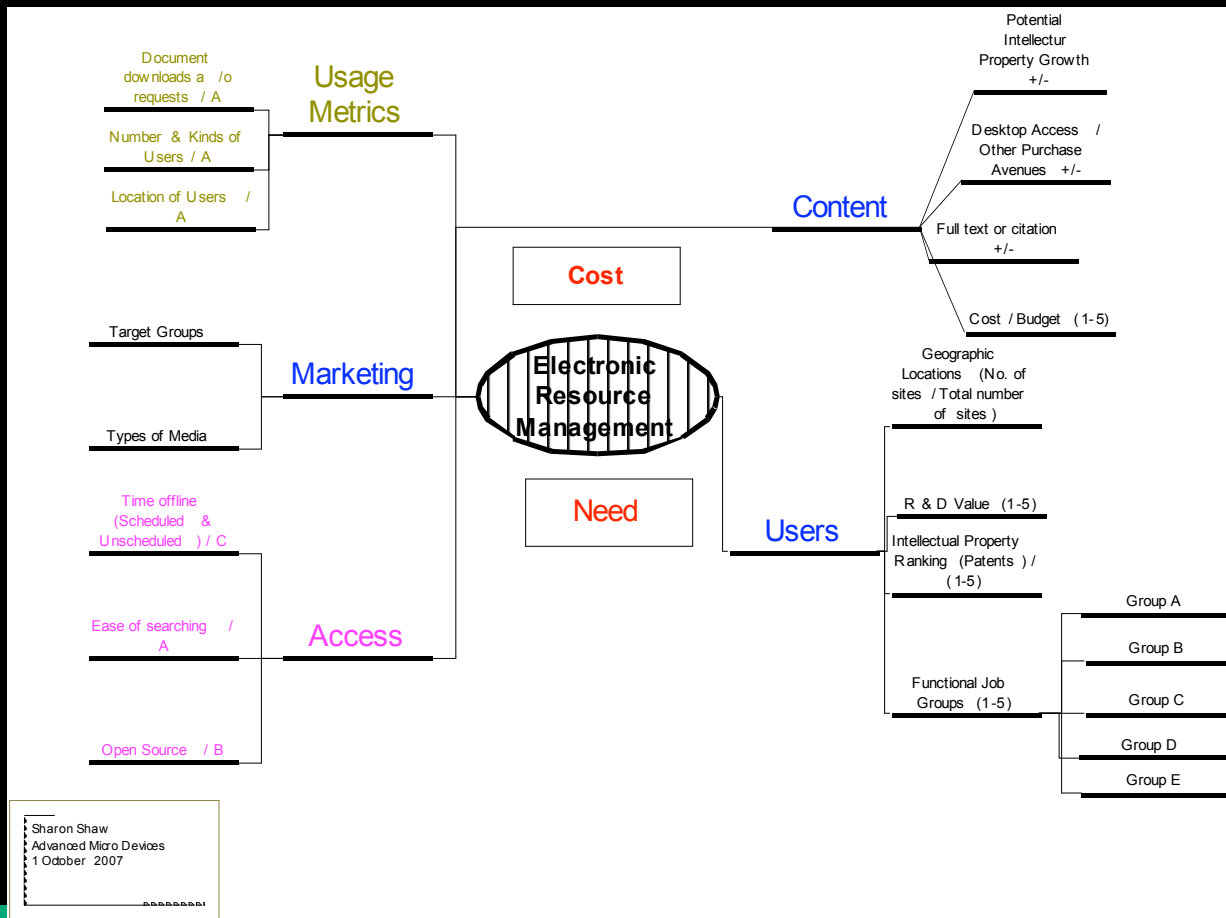 Document
downloads a /o
requests / A
Number & Kinds of
Users / A
Location of Users /
A
Usage
Metrics
Target Groups
Types of Media
Marketing
Time offline
(Scheduled &
Unscheduled ) / C
Ease of searching /
A
Open Source / B
Access
Cost
Electronic
Resource
Management
Need
Content
Potential
Intellectur
Property Growth
+/-
Desktop Access /
Other Purchase
Avenues +/-
Full text or citation
+/-
Cost / Budget (1-5)
Users
Geographic
Locations (No. of
sites / Total number
of sites )
R & D Value (1-5)
Intellectual Property
Ranking (Patents ) /
(1-5)
Functional Job
Groups (1-5)
Group A
Group B
Group C
Group D
Group E
Sharon Shaw
Advanced Micro Devices
1 October 2007